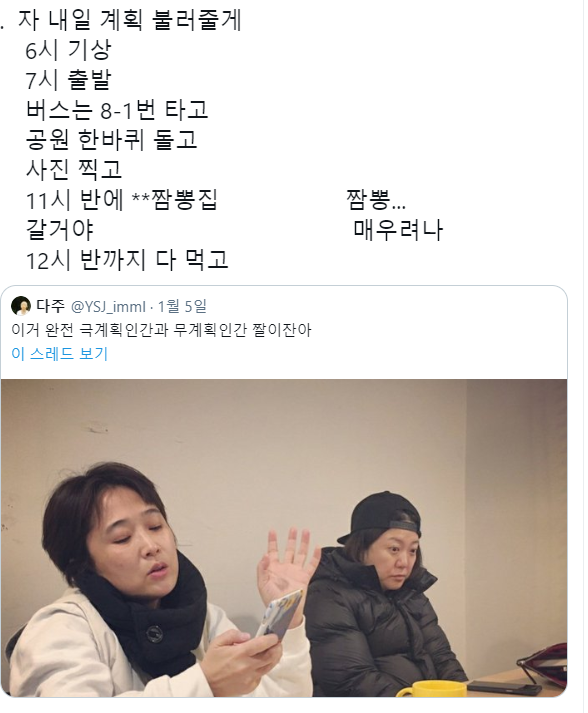 . 자 내일 계획 불러줄게
6시 기상
7시 출발
버스는 8-1번 타고
공원 한바퀴 돌고
사진 찍고
11시 반에 **짬뽕집
갈거야
12시 반까지 다 먹고
짬뽕...
매우려나
다주 @YSJ_imml · 1월 5일
이거 완전 극계획인간과 무계획인간 짤이잔아
이 스레드 보기